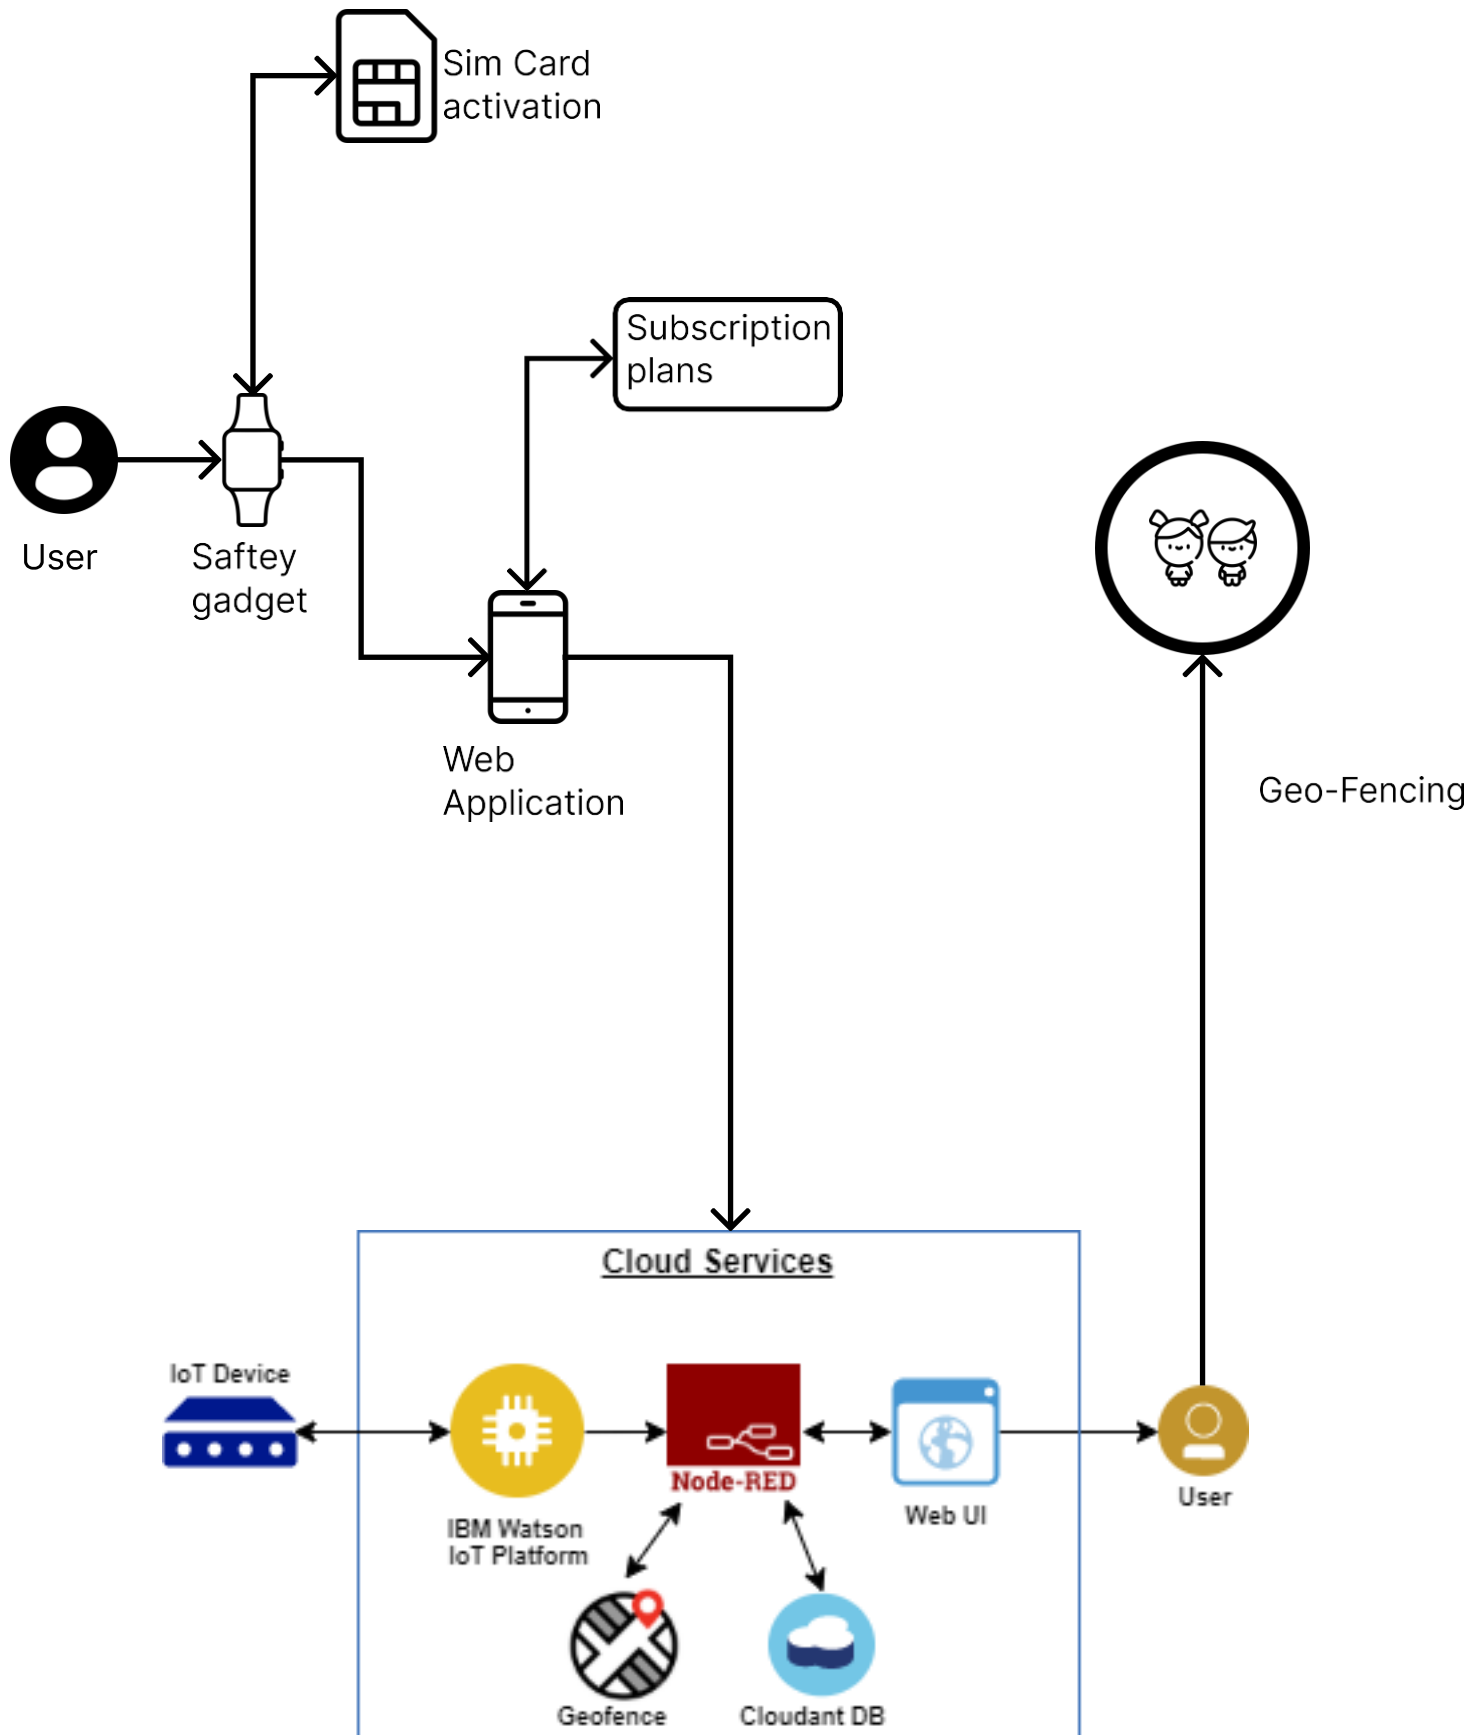 Sim Card
activation
Subscription
plans
User
Saftey
gadget
Web
Application
Geo-Fencing
Cloud Services
IoT Device
Node-RED
IBM Watson
IoT Platform
Web UI
User
Geofence
Cloudant DB